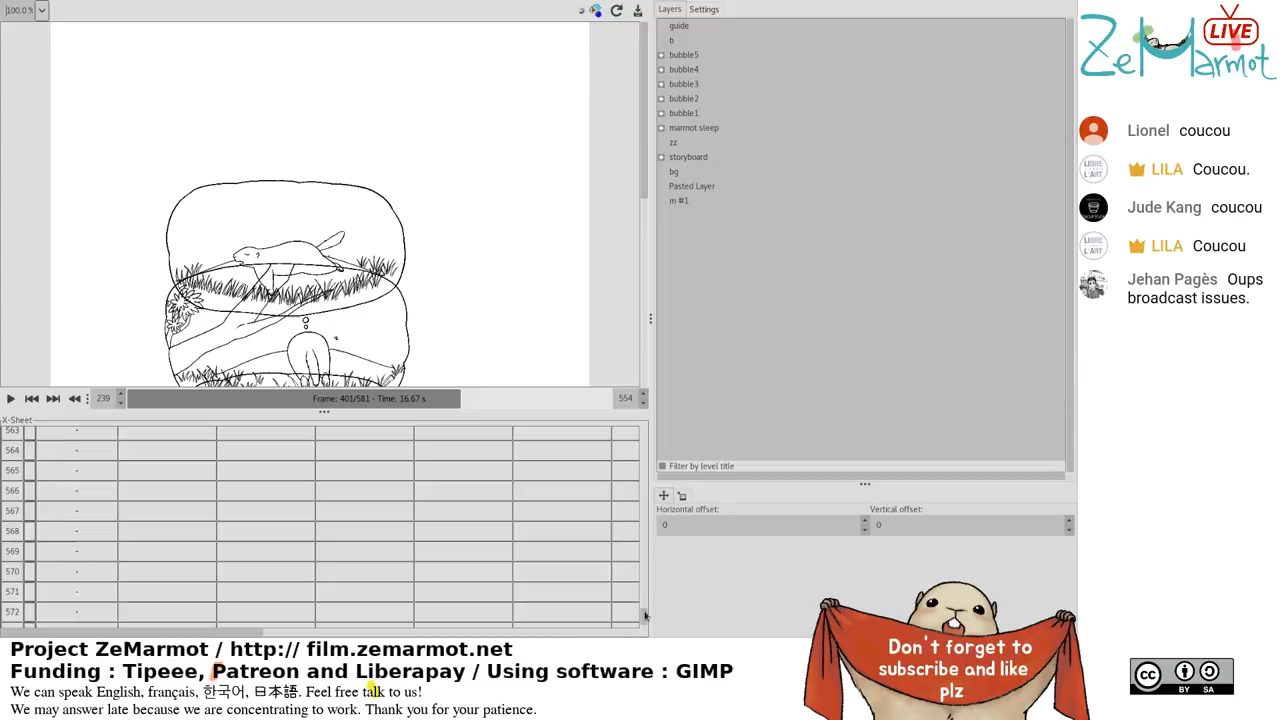 100.0 %
Layers Settings
guide
b
bubble5
bubble4
bubble3
bubble2
bubble1
marmot sleep
zz
storyboard
bg
Pasted Layer
m #1
Filter by level title
Horizontal offset:
Vertical offset:
0
0
239
Frame: 401/581 - Time: 16.67 s
554
X-Sheet
563 -
564 -
565 -
566 -
567 -
568 -
569 -
570 -
571 -
572 -
ZeMarmot
LIVE
Lionel coucou
LILA Coucou.
Jude Kang coucou
LILA Coucou
Jehan Pagès Oups
broadcast issues.
Don't forget to
subscribe and like
plz
Project ZeMarmot / http:// film.zemarmot.net
Funding : Tipeee, Patreon and Liberapay / Using software : GIMP
We can speak English, français, 한국어, 日本語. Feel free talk to us!
We may answer late because we are concentrating to work. Thank you for your patience.
cc
BY SA